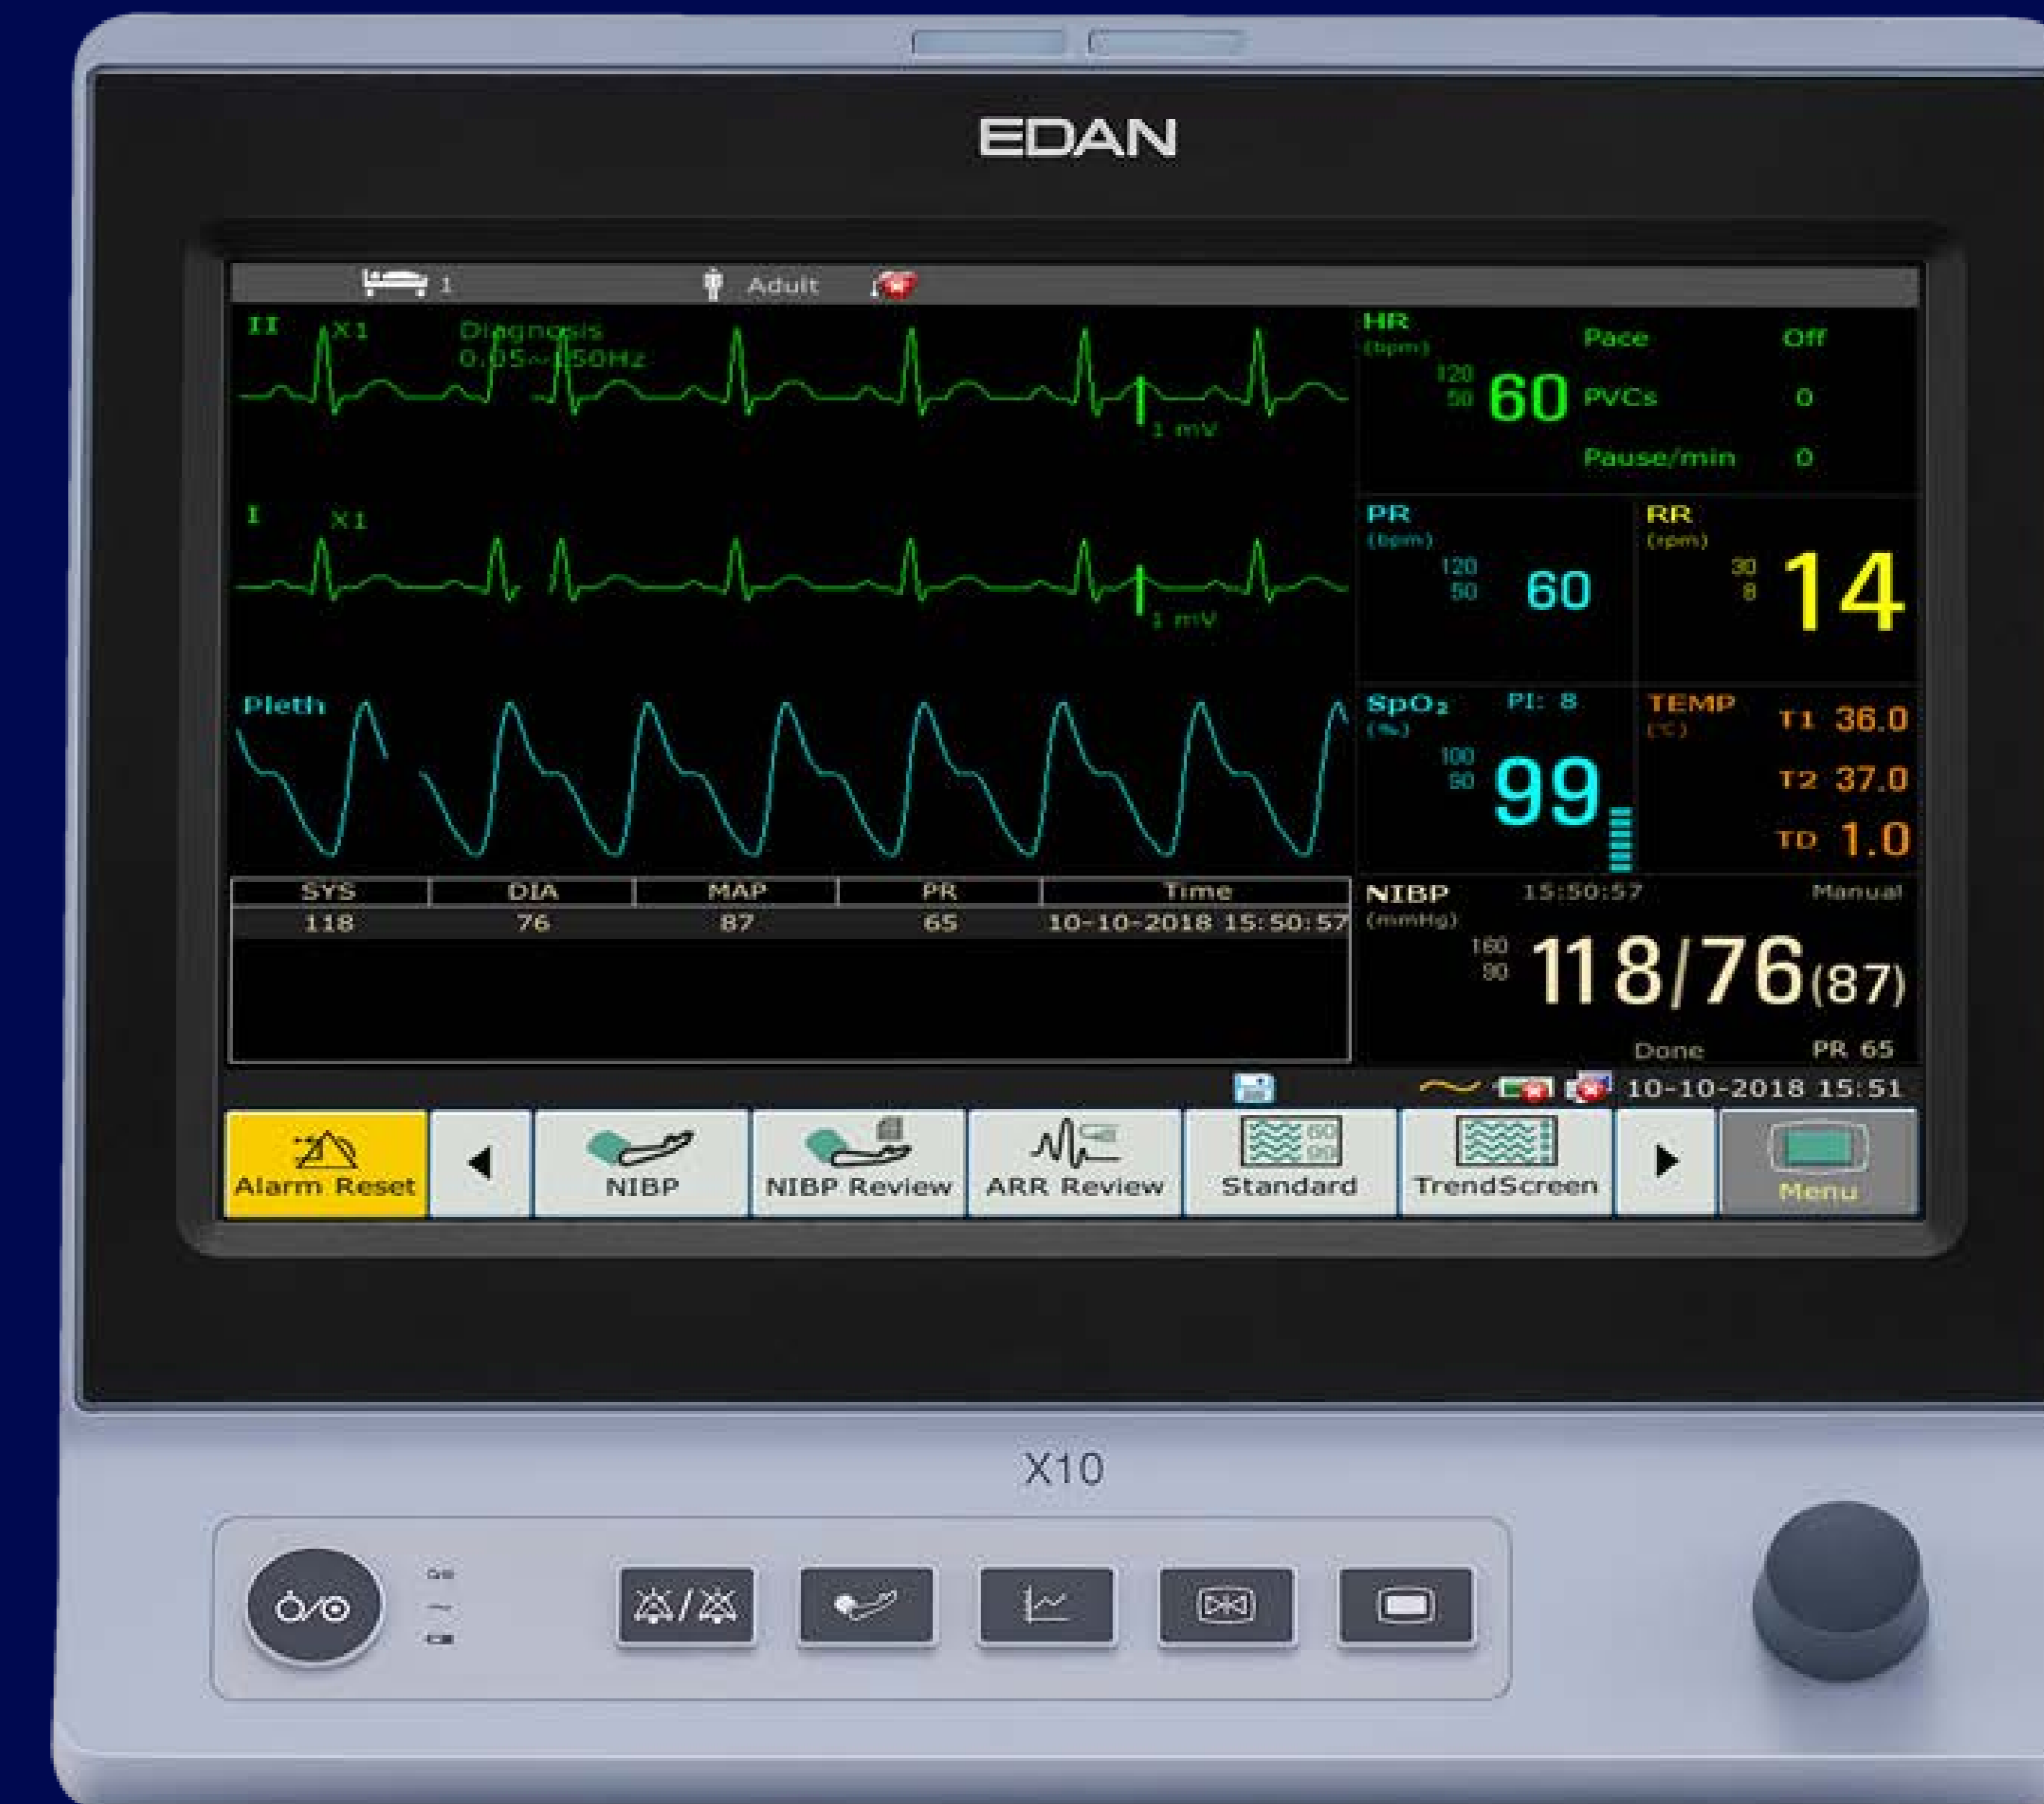 EDAN
1 Adult
II X1 Diagnosis
0.05~150Hz
1 mV
I X1
1 mV
Pleth
HR
(bpm)
120
50
60
Pace Off
PVCs 0
Pause/min 0
PR
(bpm)
120
50
60
RR
(rpm)
30
8
14
SpO₂ PI: 8
(%)
100
90
99
TEMP
(°C)
T1 36.0
T2 37.0
TD 1.0
SYS DIA MAP PR Time
118 76 87 65 10-10-2018 15:50:57
NIBP 15:50:57 Manual
(mmHg)
160
90
118/76(87)
Done PR 65
10-10-2018 15:51
Alarm Reset
NIBP
NIBP Review
ARR Review
Standard
TrendScreen
Menu
X10